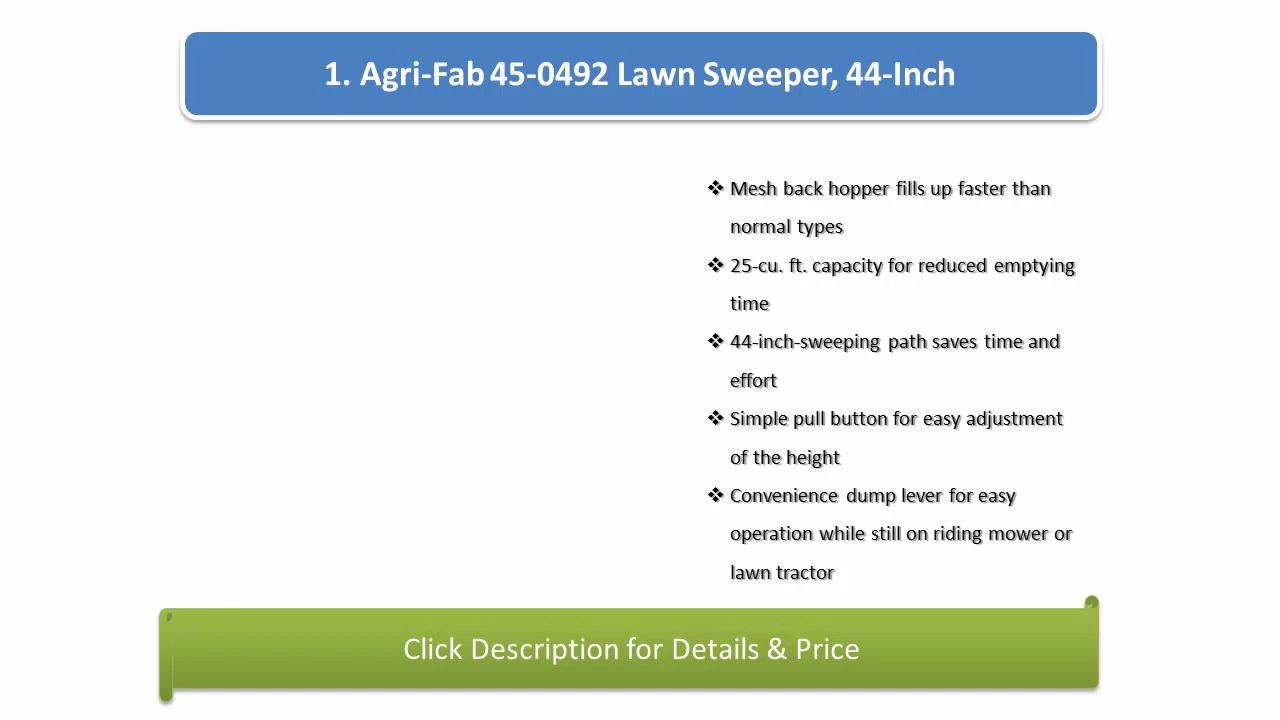 1. Agri-Fab 45-0492 Lawn Sweeper, 44-Inch
❖ Mesh back hopper fills up faster than
normal types
❖ 25-cu. ft. capacity for reduced emptying
time
❖ 44-inch-sweeping path saves time and
effort
❖ Simple pull button for easy adjustment
of the height
❖ Convenience dump lever for easy
operation while still on riding mower or
lawn tractor
Click Description for Details & Price